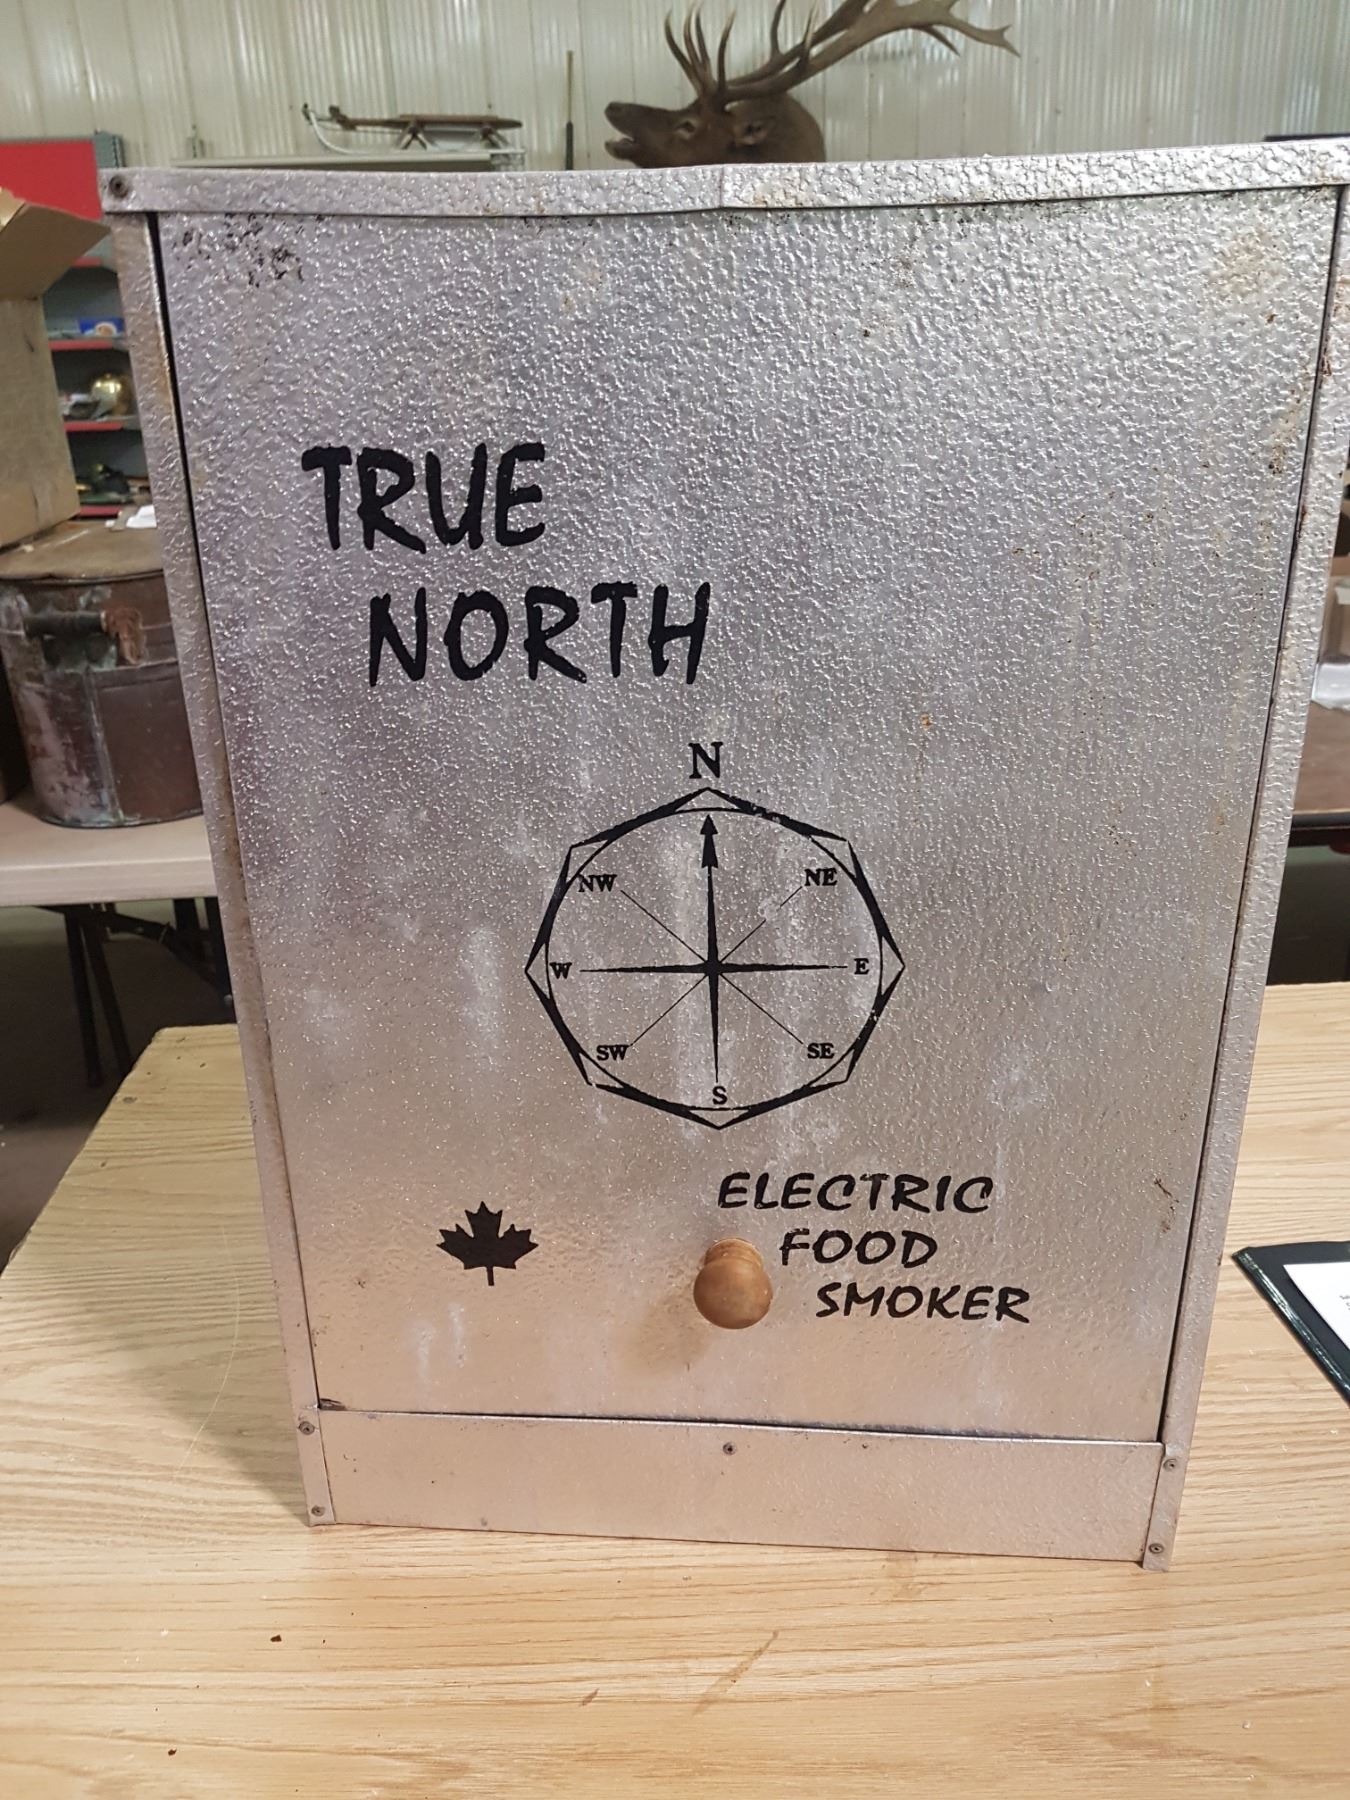 TRUE
NORTH
N
NW NE
W E
SW SE
S
ELECTRIC
FOOD
SMOKER